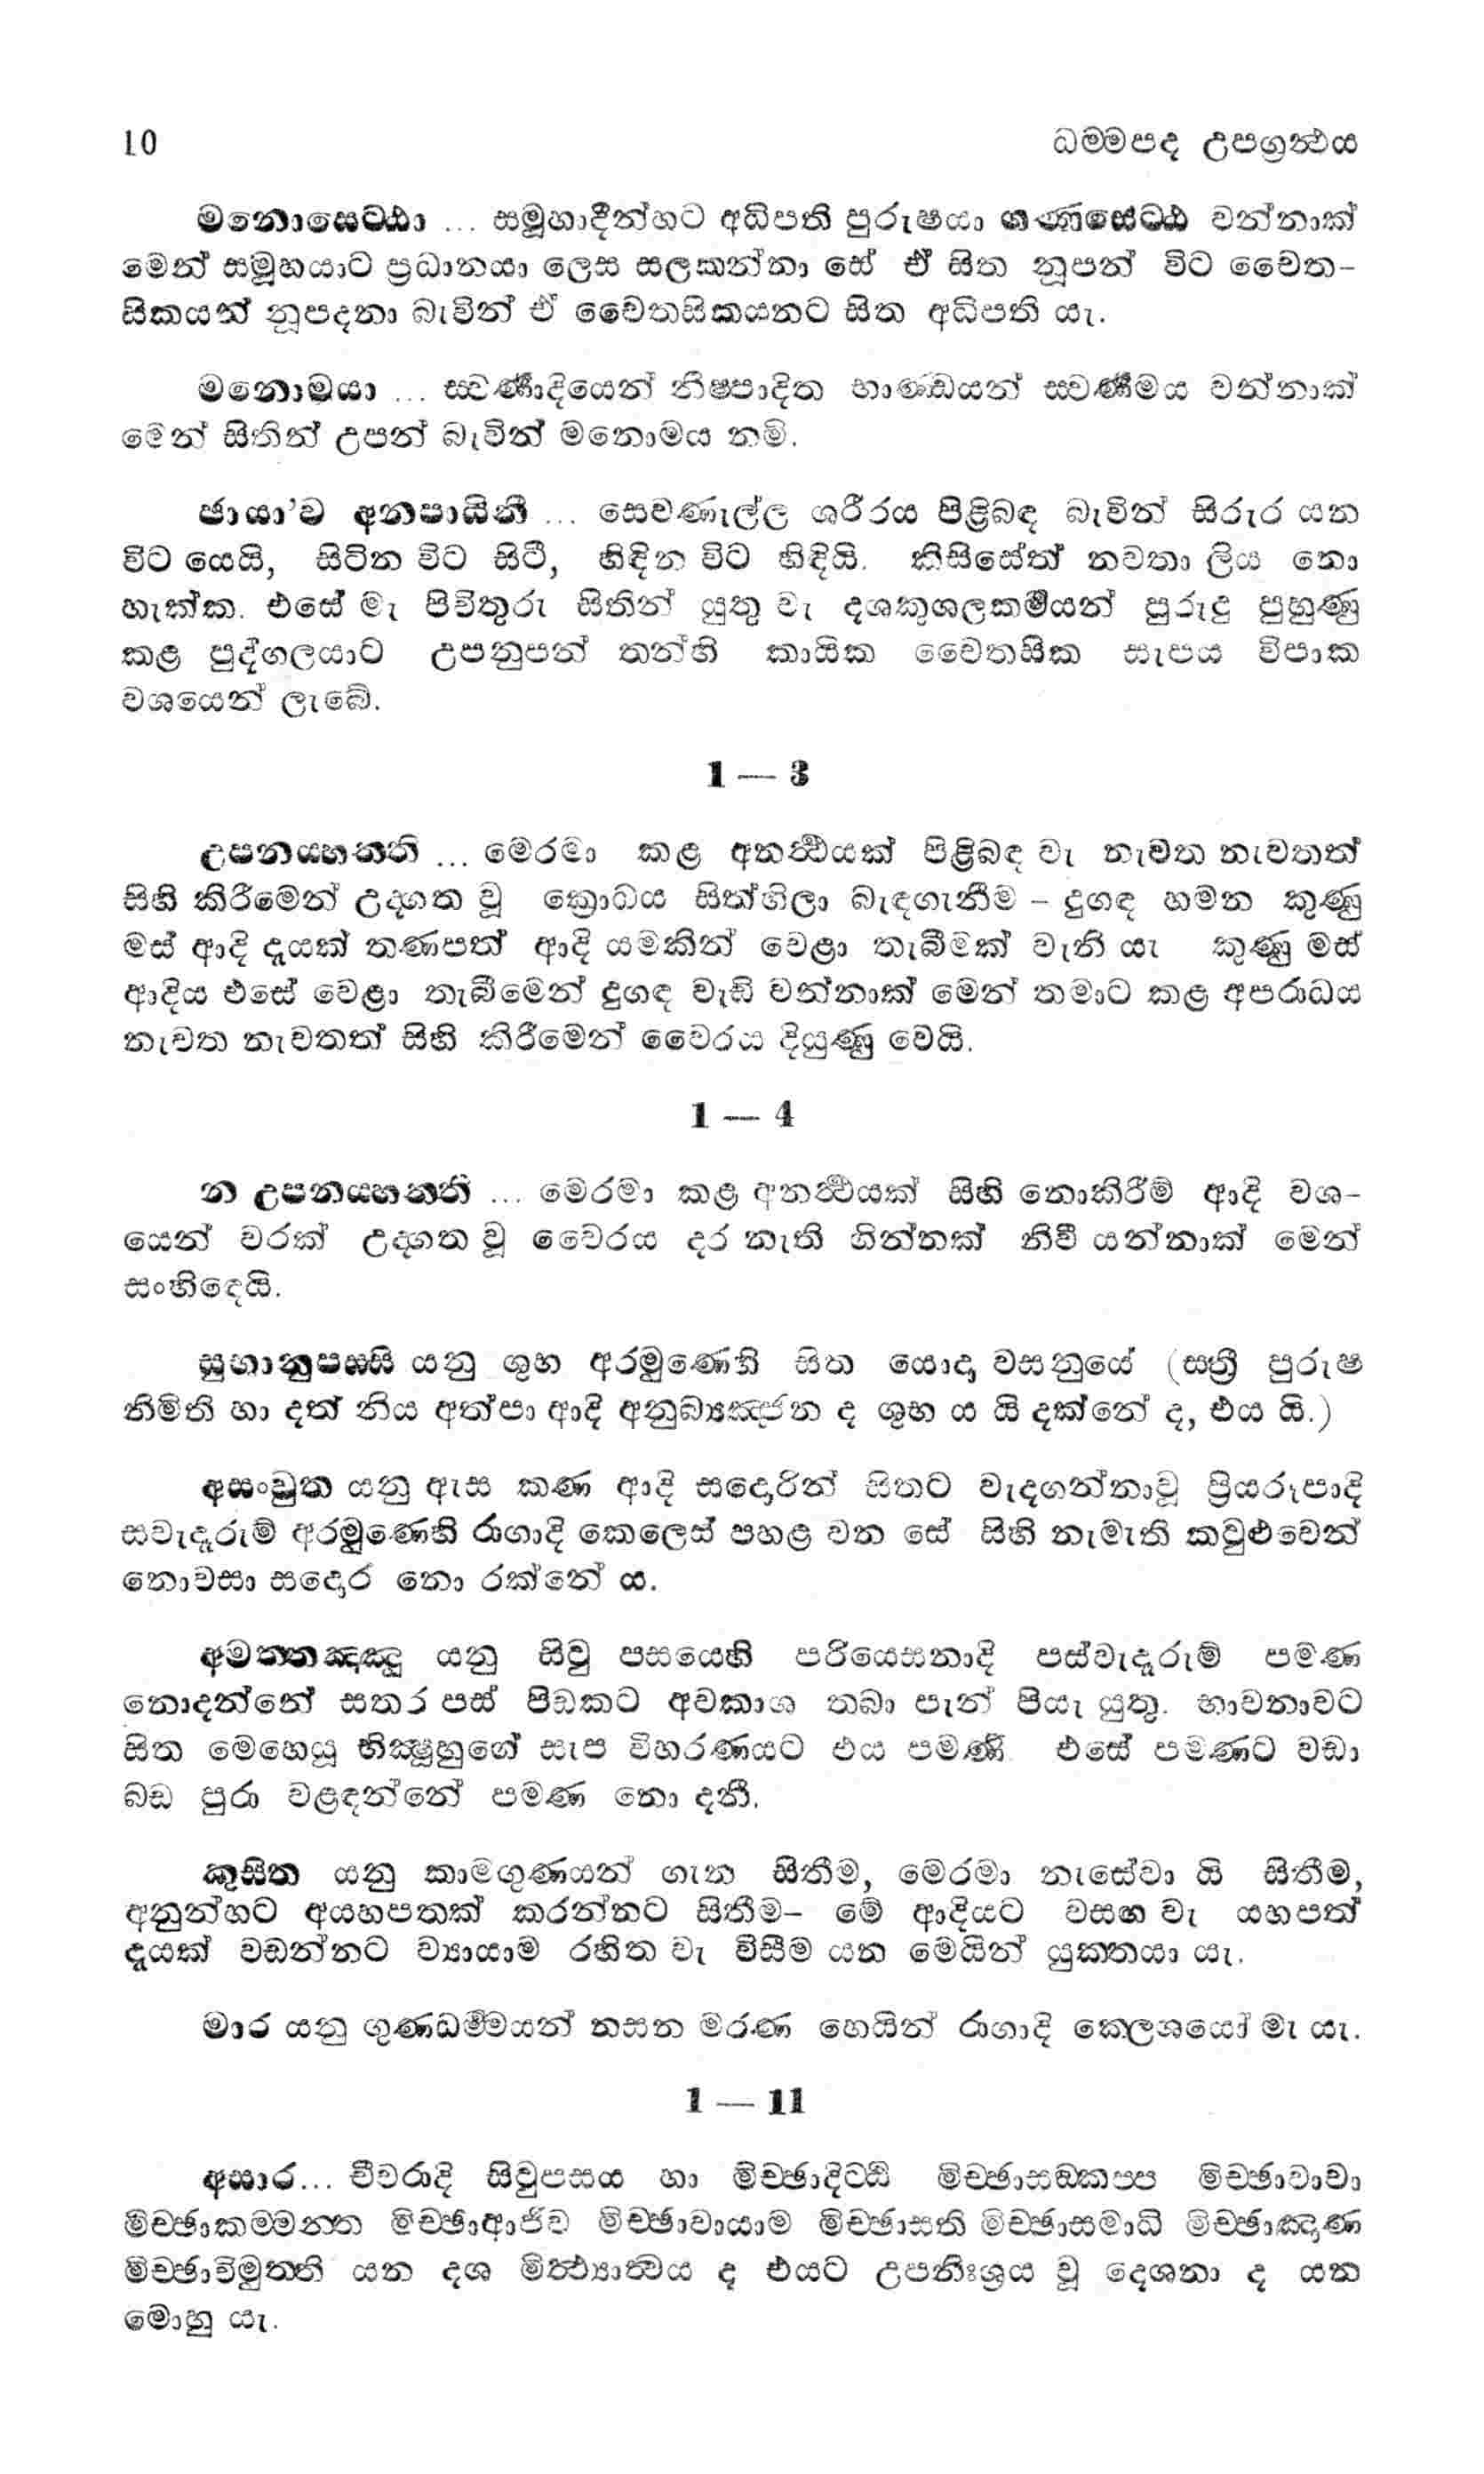 10 ධම්මපද උපග්‍රන්ථය
මනොසෙට්ඨා ... සමූහාදීන්හට අධිපති පුරුෂයා ගණසේට්ඨ වන්නාක්
මෙන් සමූහයාට ප්‍රධානයා ලෙස සලකන්නා සේ ඒ සිත නූපන් විට චෛත-
සිකයන් නූපදනා බැවින් ඒ චෛතසිකයනට සිත අධිපති යැ.
මනොමයා ... ස්වර්ණාදියෙන් නිෂ්පාදිත භාණ්ඩයන් ස්වර්ණමය වන්නාක්
මෙන් සිතින් උපන් බැවින් මනොමය නම්.
ඡායා'ව අනපායිනී ... සෙවණැල්ල ශරීරය පිළිබඳ බැවින් සිරුර යන
විට යෙයි, සිටින විට සිටී, හිඳින විට හිඳියි. කිසිසේත් නවතා ලිය නො
හැක්ක. එසේ මැ පිවිතුරු සිතින් යුතු වැ දශකුශලකර්මයන් පුරුදු පුහුණු
කළ පුද්ගලයාට උපනුපන් තන්හි කායික චෛතසික සැපය විපාක
වශයෙන් ලැබේ.
1 — 3
උපනය්හන්ති ... මෙරමා කළ අනර්ථයක් පිළිබඳ වැ නැවත නැවතත්
සිහි කිරීමෙන් උද්ගත වූ ක්‍රොධය සිත්හිලා බැඳගැනීම - දුගඳ හමන කුණු
මස් ආදි දැයක් තණපත් ආදි යමකින් වෙළා තැබීමක් වැනි යැ කුණු මස්
ආදිය එසේ වෙළා තැබීමෙන් දුගඳ වැඩි වන්නාක් මෙන් තමාට කළ අපරාධය
නැවත නැවතත් සිහි කිරීමෙන් වෛරය දියුණු වෙයි.
1 — 4
න උපනය්හන්ති ... මෙරමා කළ අනර්ථයක් සිහි නොකිරීම් ආදි වශ-
යෙන් වරක් උද්ගත වූ වෛරය දර නැති ගින්නක් නිවී යන්නාක් මෙන්
සංහිඳෙයි.
සුභානුපස්සි යනු ශුභ අරමුණෙහි සිත යොදා වසනුයේ (ස්ත්‍රී පුරුෂ
නිමිති හා දත් නිය අත්පා ආදි අනුබ්‍යඤ්ජන ද ශුභ ය යි දක්නේ ද, එය යි.)
අසංවුත යනු ඇස කණ ආදි සදොරින් සිතට වැදගන්නාවූ ප්‍රියරූපාදි
සවැදෑරුම් අරමුණෙහි රාගාදි කෙලෙස් පහළ වන සේ සිහි නැමැති කවුළුවෙන්
නොවසා සදොර නො රක්නේ ය.
අමත්තඤ්ඤූ යනු සිවු පසයෙහි පරියෙසනාදි පස්වැදෑරුම් පමණ
නොදන්නේ සතර පස් පිඩකට අවකාශ තබා පැන් පියැ යුතු. භාවනාවට
සිත මෙහෙයූ භික්ෂූහුගේ සැප විහරණයට එය පමණි. එසේ පමණට වඩා
බඩ පුරා වළඳන්නේ පමණ නො දනී.
කුසිත යනු කාමගුණයන් ගැන සිතීම, මෙරමා නැසේවා යි සිතීම,
අනුන්හට අයහපතක් කරන්නට සිතීම- මේ ආදියට වසඟ වැ යහපත්
දැයක් වඩන්නට ව්‍යායාම රහිත වැ විසීම යන මෙයින් යුක්තයා යැ.
මාර යනු ගුණධර්මයන් නසන මරණ හෙයින් රාගාදි ක්ලෙශයෝ මැ යැ.
1 — 11
අසාර... චීවරාදි සිවුපසය හා මිච්ඡාදිට්ඨි මිච්ඡාසඞ්කප්ප මිච්ඡාවාචා
මිච්ඡාකම්මන්ත මිච්ඡාආජීව මිච්ඡාවායාම මිච්ඡාසති මිච්ඡාසමාධි මිච්ඡාඤාණ
මිච්ඡාවිමුත්ති යන දශ මිත්‍ථ්‍යාත්වය ද එයට උපනිඃශ්‍රය වූ දෙශනා ද යන
මොහු යැ.